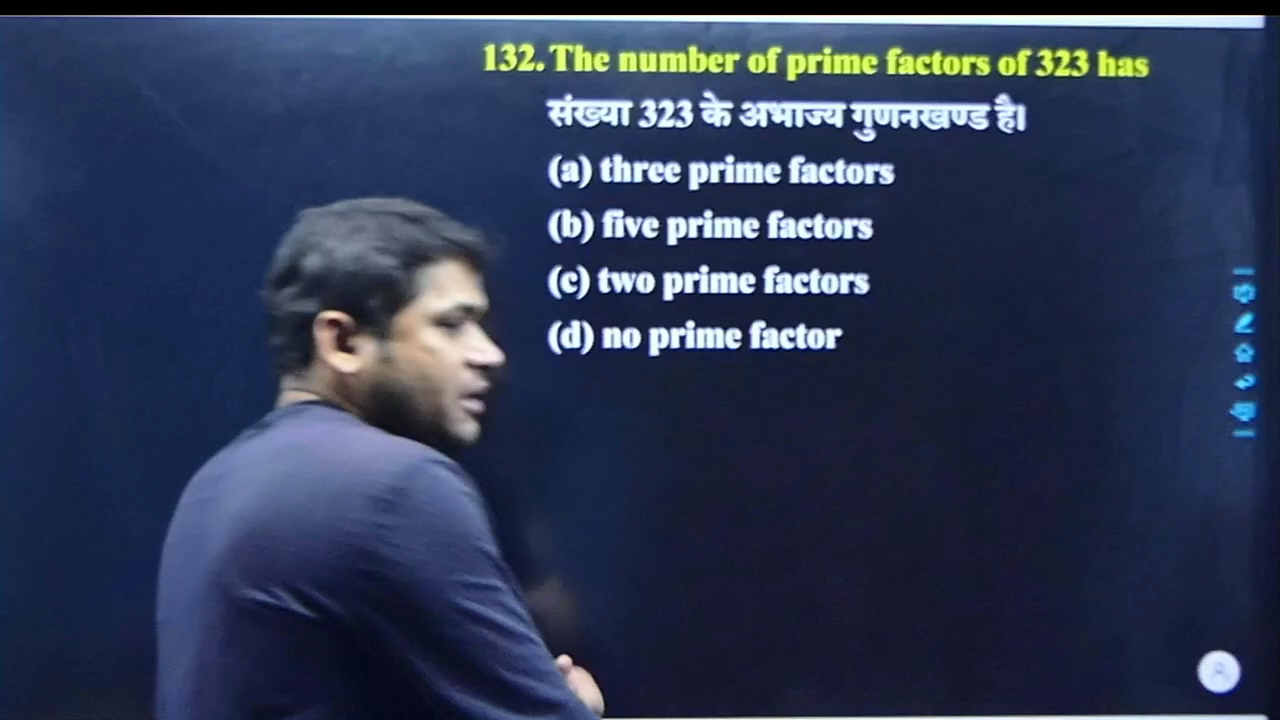 132. The number of prime factors of 323 has
संख्या 323 के अभाज्य गुणनखण्ड है।
(a) three prime factors
(b) five prime factors
(c) two prime factors
(d) no prime factor